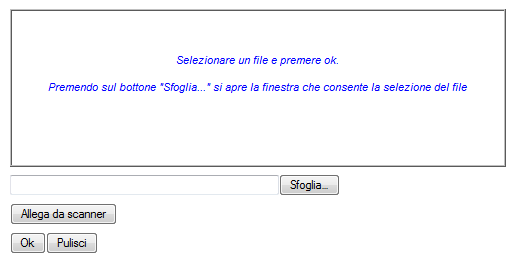 Selezionare un file e premere ok.
Premendo sul bottone "Sfoglia..." si apre la finestra che consente la selezione del file
Sfoglia...
Allega da scanner
Ok Pulisci